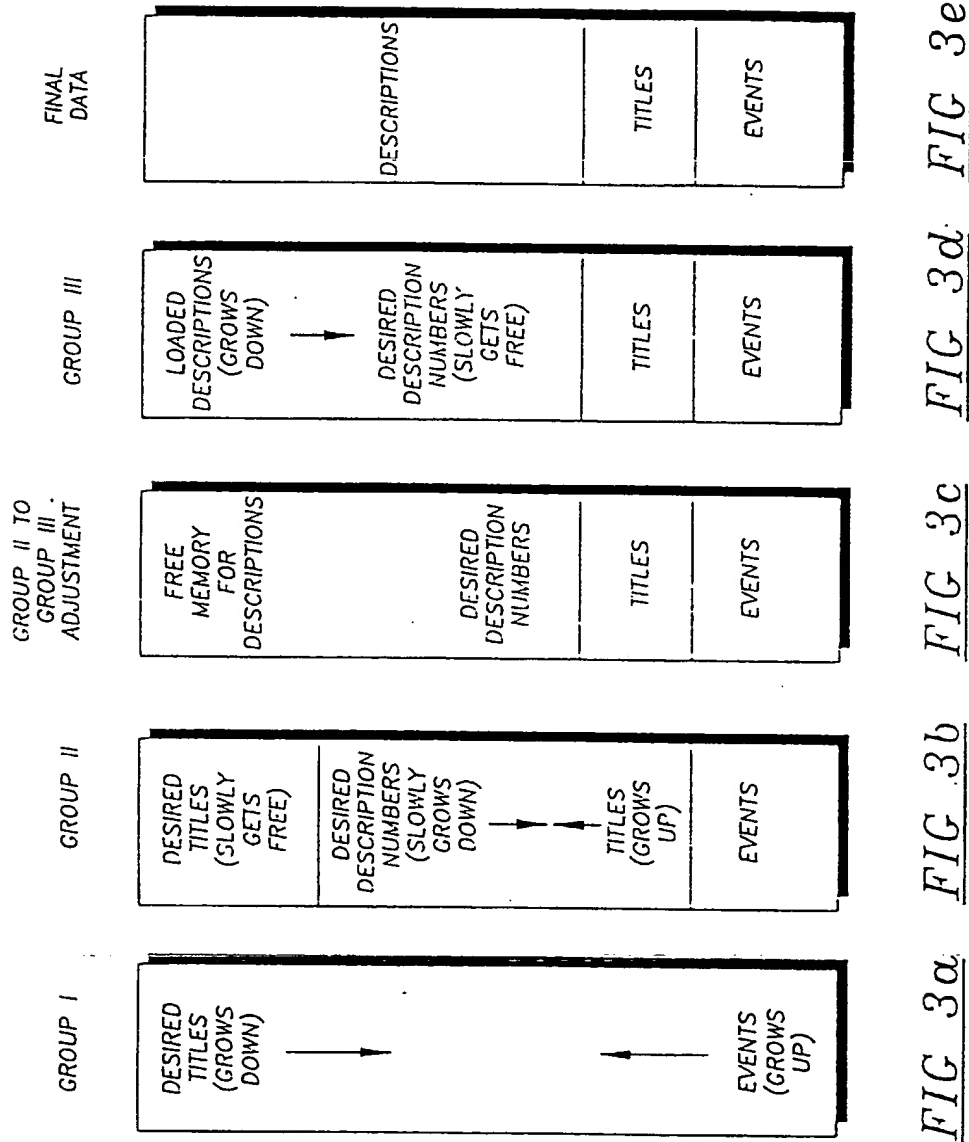 GROUP I
DESIRED
TITLES
(GROWS
DOWN)
EVENTS
(GROWS
UP)
FIG 3a
GROUP II
DESIRED
TITLES
(SLOWLY
GETS
FREE)
DESIRED
DESCRIPTION
NUMBERS
(SLOWLY
GROWS
DOWN)
TITLES
(GROWS
UP)
EVENTS
FIG 3b
GROUP II TO
GROUP III
ADJUSTMENT
FREE
MEMORY
FOR
DESCRIPTIONS
DESIRED
DESCRIPTION
NUMBERS
TITLES
EVENTS
FIG 3c
GROUP III
LOADED
DESCRIPTIONS
(GROWS
DOWN)
DESIRED
DESCRIPTION
NUMBERS
(SLOWLY
GETS
FREE)
TITLES
EVENTS
FIG 3d
FINAL
DATA
DESCRIPTIONS
TITLES
EVENTS
FIG 3e